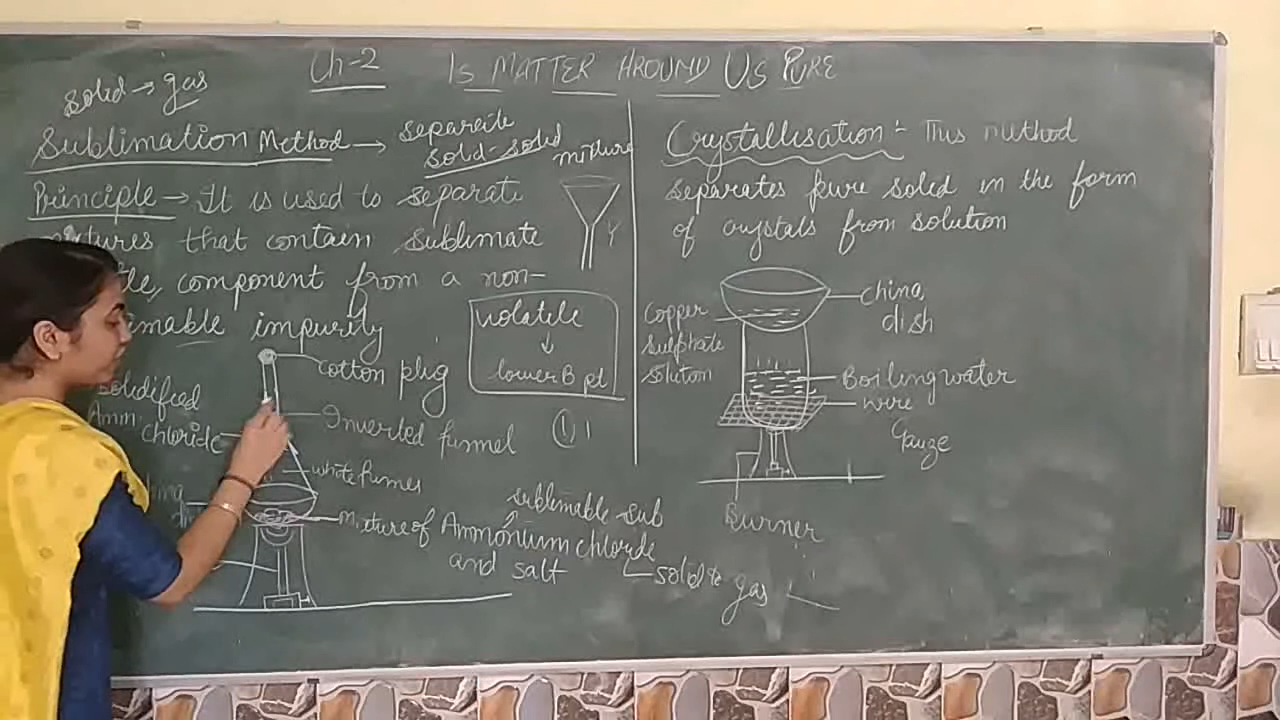 Ch-2 Is MATTER AROUND US PURE
solid → gas
Sublimation Method → separate
solid-solid
mixture
Principle → It is used to separate
that contain sublimate
component from a non-
impurity
volatile
↓
lower B pt
cotton plug
solidified
Amm
chloride
Inverted funnel
white fumes
sublimable sub
mixture of Ammonium chloride
and salt
solid to gas
Crystallisation :- This method
separates pure solid in the form
of crystals from solution
China
dish
Copper
sulphate
solution
Boiling water
wire
Gauze
Burner